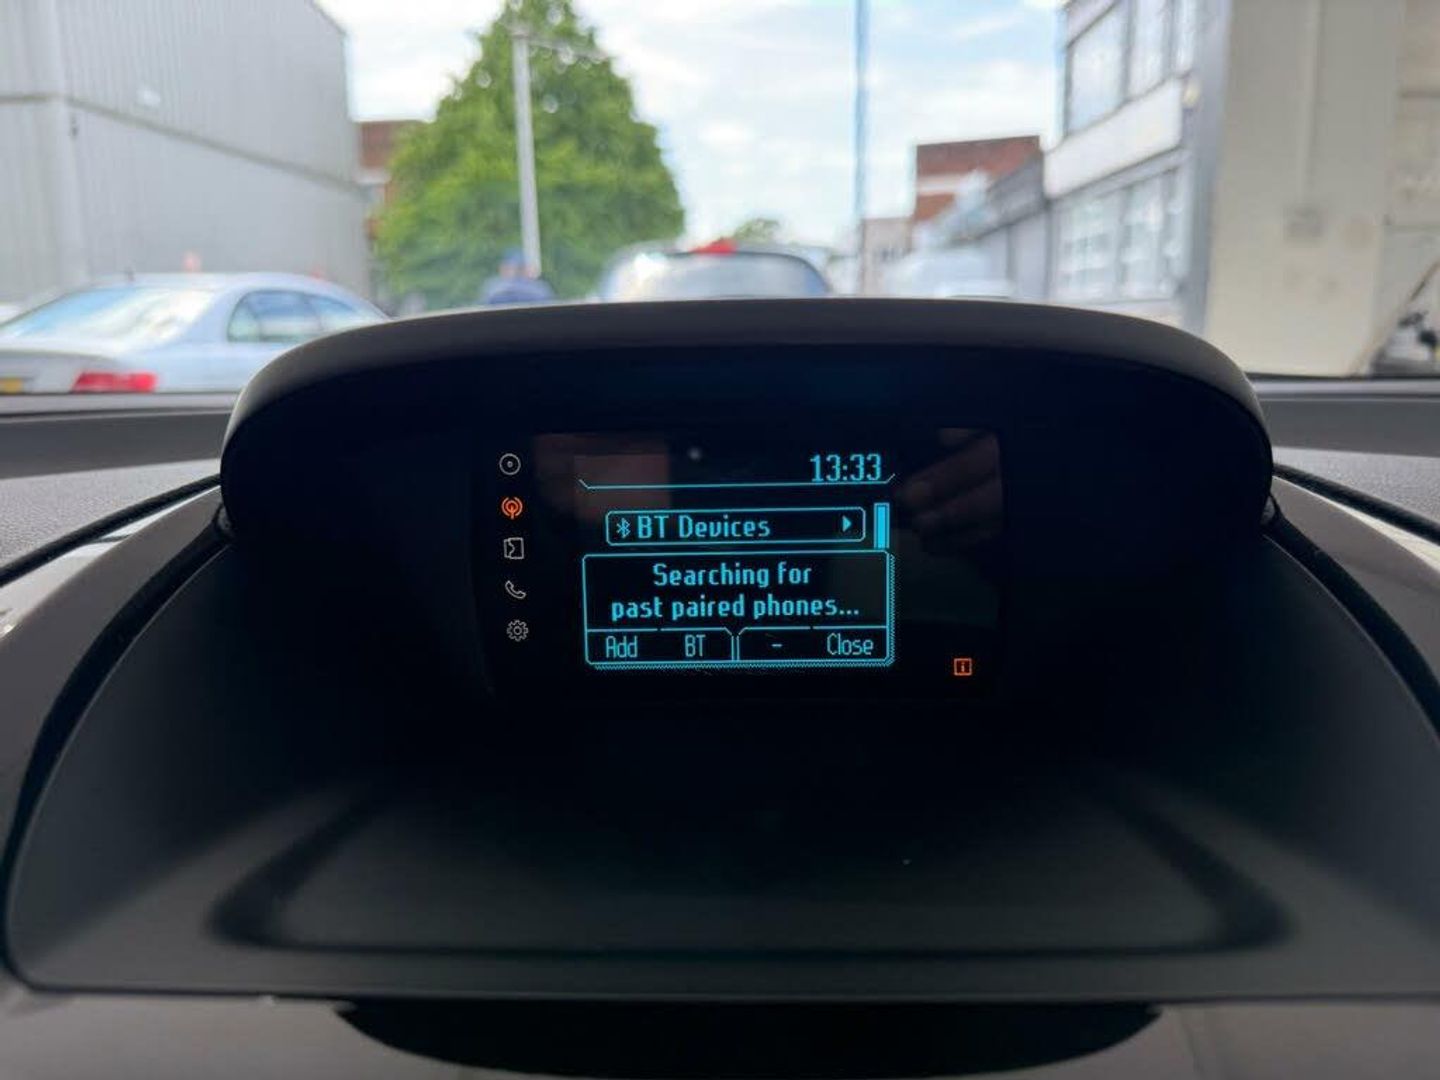 13:33
BT Devices
Searching for
past paired phones...
Add BT - Close